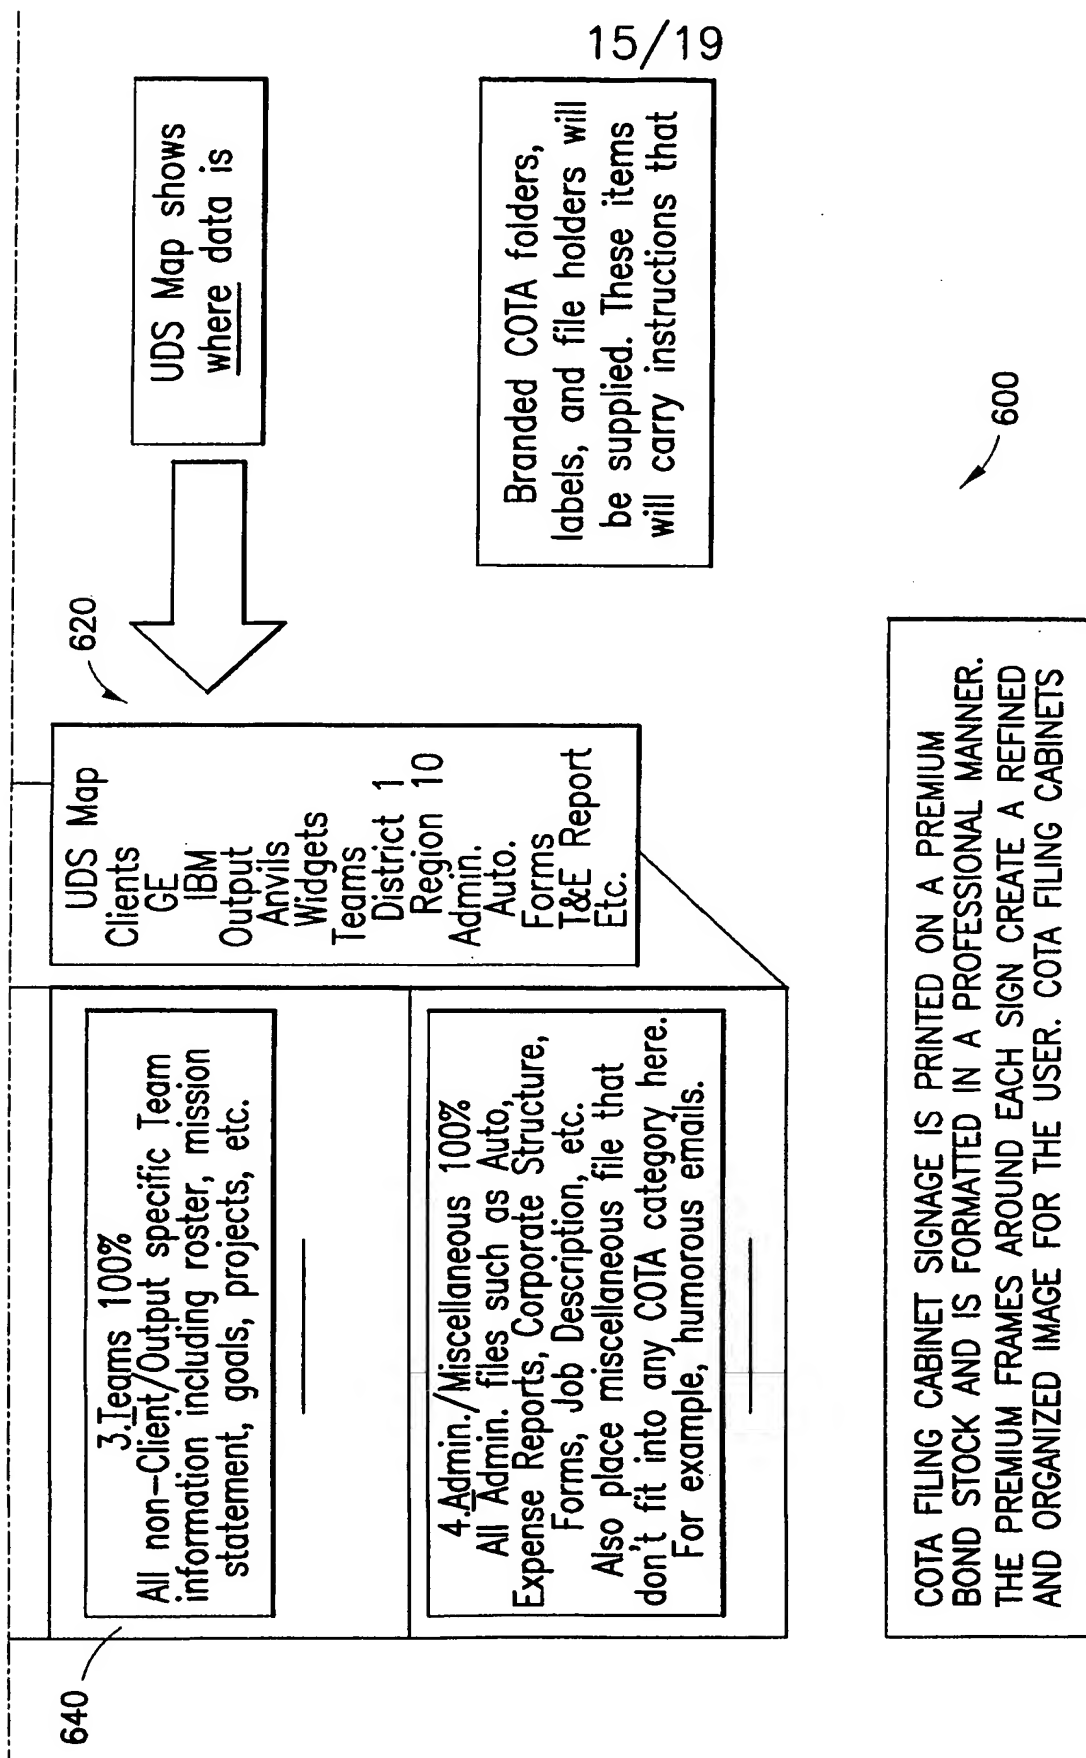 15/19
640
3.Teams 100%
All non-Client/Output specific Team
information including roster, mission
statement, goals, projects, etc.
4.Admin./Miscellaneous 100%
All Admin. files such as Auto,
Expense Reports, Corporate Structure,
Forms, Job Description, etc.
Also place miscellaneous file that
don't fit into any COTA category here.
For example, humorous emails.
620
UDS Map
Clients
GE
IBM
Output
Anvils
Widgets
Teams
District 1
Region 10
Admin.
Auto.
Forms
T&E Report
Etc.
UDS Map shows
where data is
Branded COTA folders,
labels, and file holders will
be supplied. These items
will carry instructions that
600
COTA FILING CABINET SIGNAGE IS PRINTED ON A PREMIUM
BOND STOCK AND IS FORMATTED IN A PROFESSIONAL MANNER.
THE PREMIUM FRAMES AROUND EACH SIGN CREATE A REFINED
AND ORGANIZED IMAGE FOR THE USER. COTA FILING CABINETS